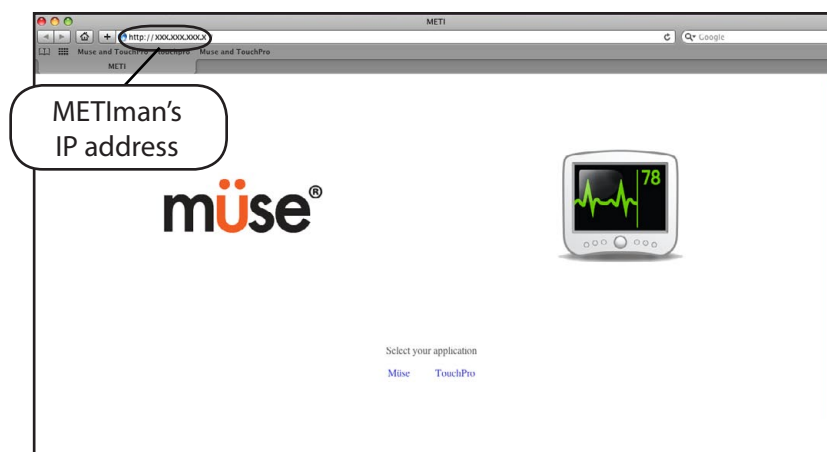 METI
http://XXX.XXX.XXX.X/
Google
Muse and TouchPro Touchpro Muse and TouchPro
METI
METIman's
IP address
müse®
78
Select your application
Müse TouchPro